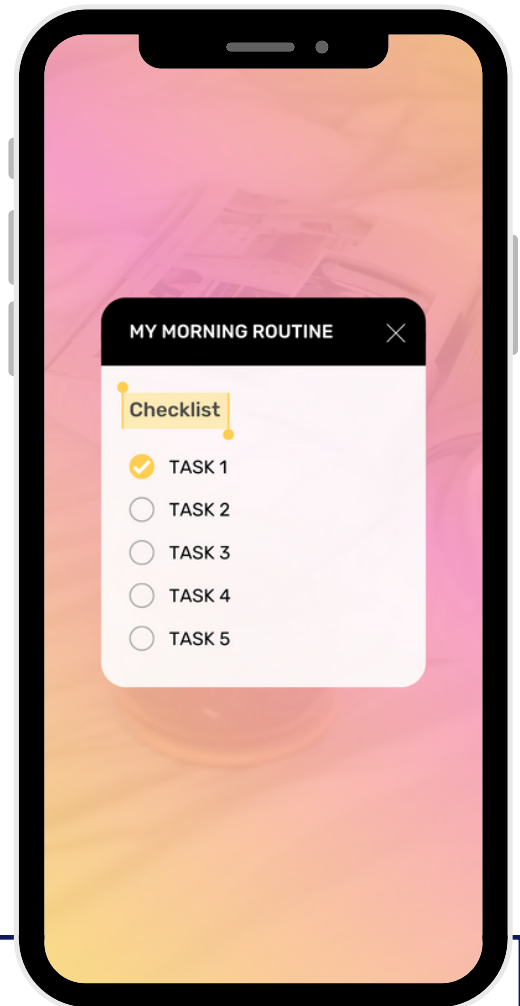 MY MORNING ROUTINE
Checklist
TASK 1
TASK 2
TASK 3
TASK 4
TASK 5